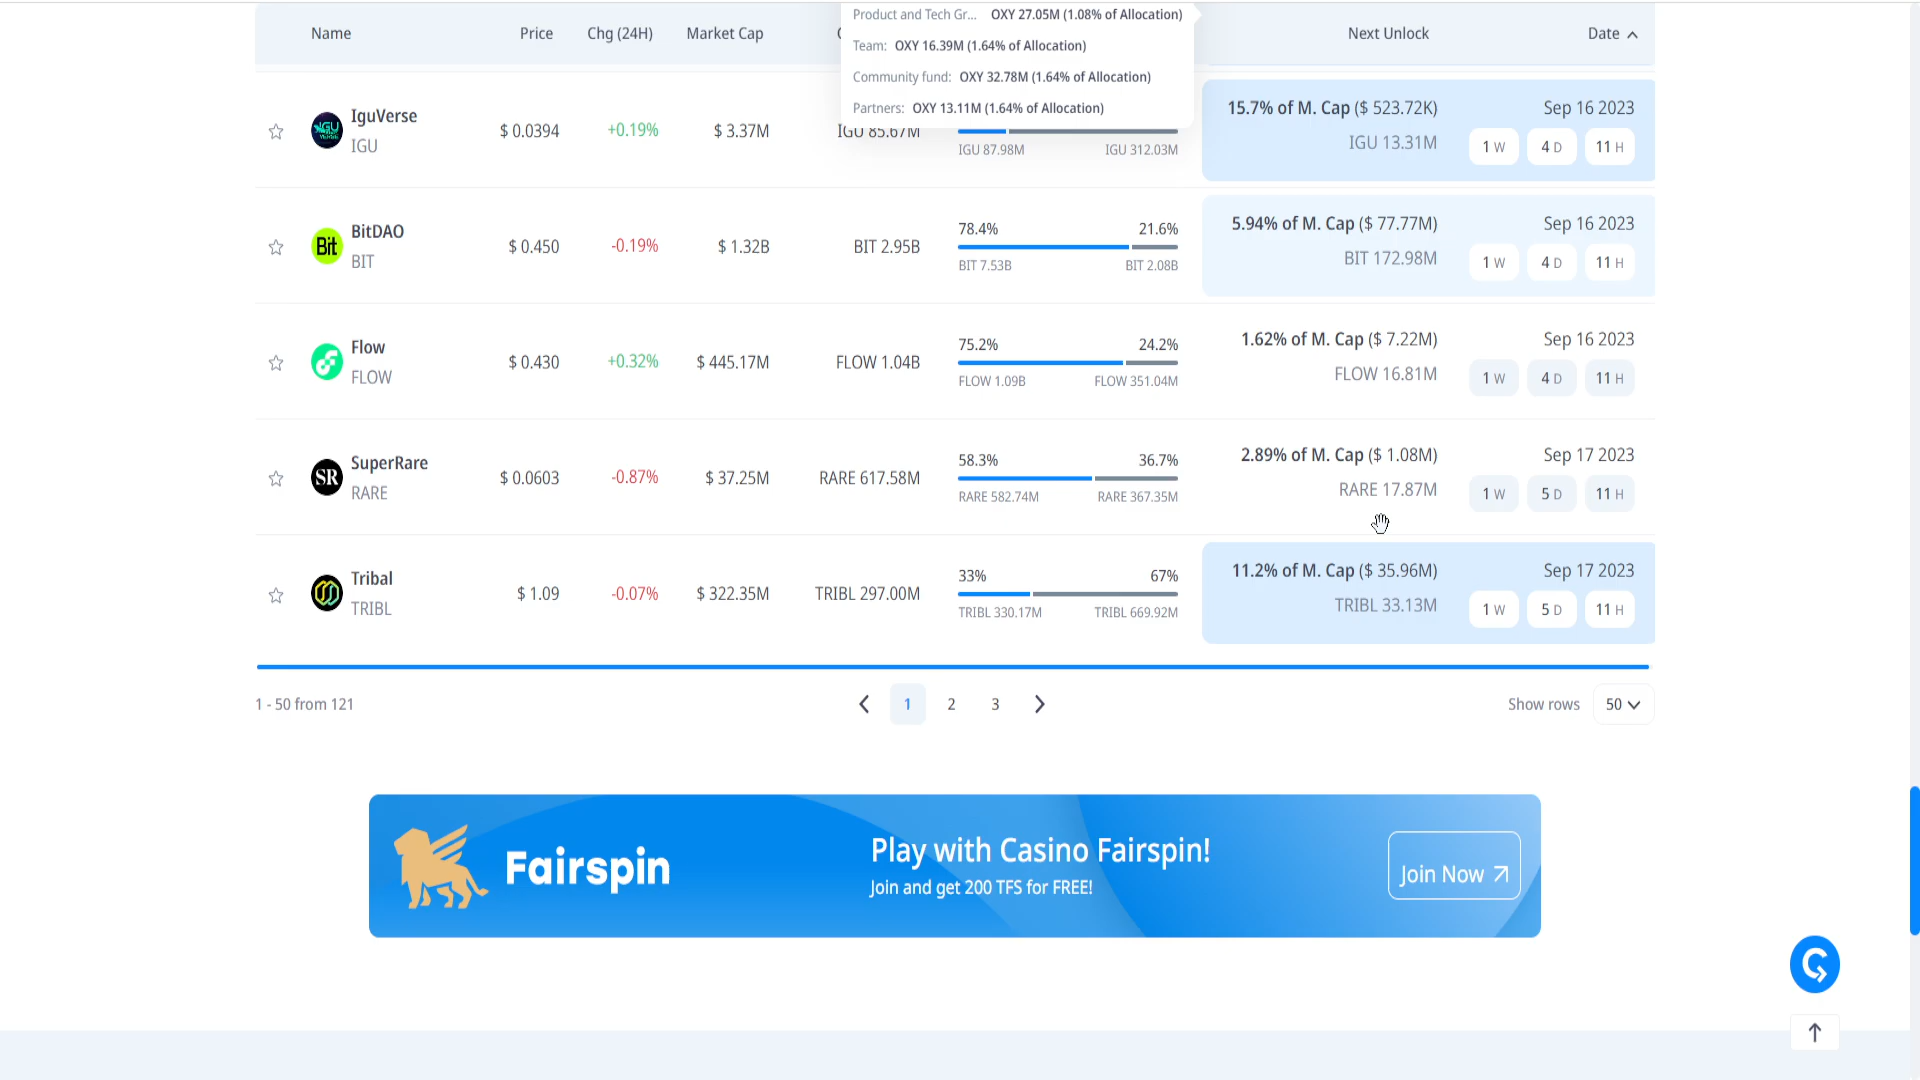 Product and Tech Gr... OXY 27.05M (1.08% of Allocation)
Name Price Chg (24H) Market Cap Next Unlock Date
Team: OXY 16.39M (1.64% of Allocation)
Community fund: OXY 32.78M (1.64% of Allocation)
Partners: OXY 13.11M (1.64% of Allocation)
IguVerse
IGU
$ 0.0394 +0.19% $ 3.37M IGU 85.67M
IGU 87.98M IGU 312.03M
15.7% of M. Cap ($ 523.72K) Sep 16 2023
IGU 13.31M 1 W 4 D 11 H
BitDAO
BIT
Bit
$ 0.450 -0.19% $ 1.32B BIT 2.95B
78.4% 21.6%
BIT 7.53B BIT 2.08B
5.94% of M. Cap ($ 77.77M) Sep 16 2023
BIT 172.98M 1 W 4 D 11 H
Flow
FLOW
$ 0.430 +0.32% $ 445.17M FLOW 1.04B
75.2% 24.2%
FLOW 1.09B FLOW 351.04M
1.62% of M. Cap ($ 7.22M) Sep 16 2023
FLOW 16.81M 1 W 4 D 11 H
SuperRare
RARE
SR
$ 0.0603 -0.87% $ 37.25M RARE 617.58M
58.3% 36.7%
RARE 582.74M RARE 367.35M
2.89% of M. Cap ($ 1.08M) Sep 17 2023
RARE 17.87M 1 W 5 D 11 H
Tribal
TRIBL
$ 1.09 -0.07% $ 322.35M TRIBL 297.00M
33% 67%
TRIBL 330.17M TRIBL 669.92M
11.2% of M. Cap ($ 35.96M) Sep 17 2023
TRIBL 33.13M 1 W 5 D 11 H
1 - 50 from 121 1 2 3 Show rows 50
Fairspin
Play with Casino Fairspin!
Join and get 200 TFS for FREE!
Join Now